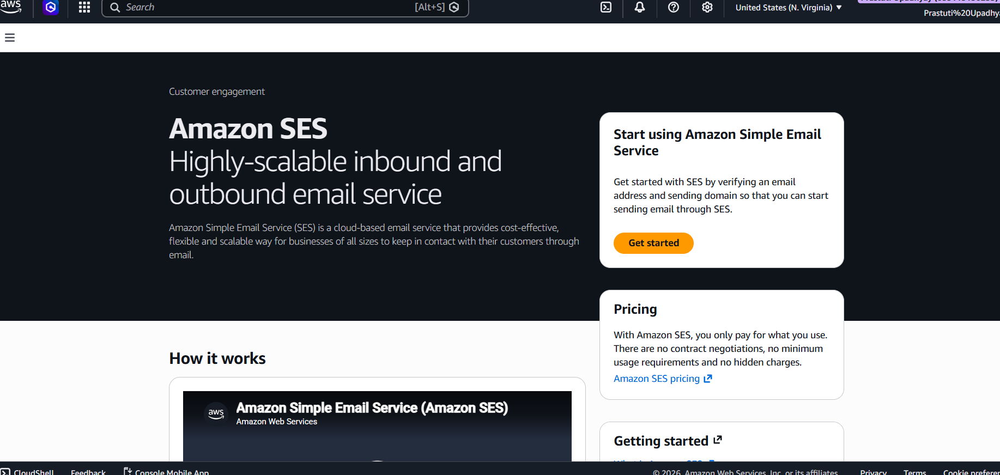 aws
Search
[Alt+S]
United States (N. Virginia)
Prastuti%20Upadhya
Customer engagement
Amazon SES
Highly-scalable inbound and
outbound email service
Amazon Simple Email Service (SES) is a cloud-based email service that provides cost-effective,
flexible and scalable way for businesses of all sizes to keep in contact with their customers through
email.
Start using Amazon Simple Email
Service
Get started with SES by verifying an email
address and sending domain so that you can start
sending email through SES.
Get started
Pricing
With Amazon SES, you only pay for what you use.
There are no contract negotiations, no minimum
usage requirements and no hidden charges.
Amazon SES pricing
How it works
aws
Amazon Simple Email Service (Amazon SES)
Amazon Web Services
Getting started
CloudShell
Feedback
Console Mobile App
© 2026, Amazon Web Services, Inc. or its affiliates.
Privacy
Terms
Cookie preferen